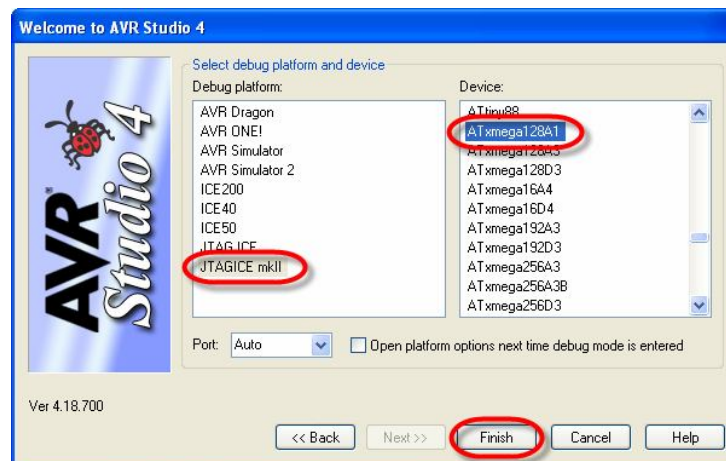 Welcome to AVR Studio 4
Select debug platform and device
Debug platform:
AVR Dragon
AVR ONE!
AVR Simulator
AVR Simulator 2
ICE200
ICE40
ICE50
JTAG ICE
JTAGICE mkII
Device:
ATtiny88
ATxmega128A1
ATxmega128A3
ATxmega128D3
ATxmega16A4
ATxmega16D4
ATxmega192A3
ATxmega192D3
ATxmega256A3
ATxmega256A3B
ATxmega256D3
Port: Auto
Open platform options next time debug mode is entered
AVR®
Studio 4
Ver 4.18.700
<< Back
Next >>
Finish
Cancel
Help